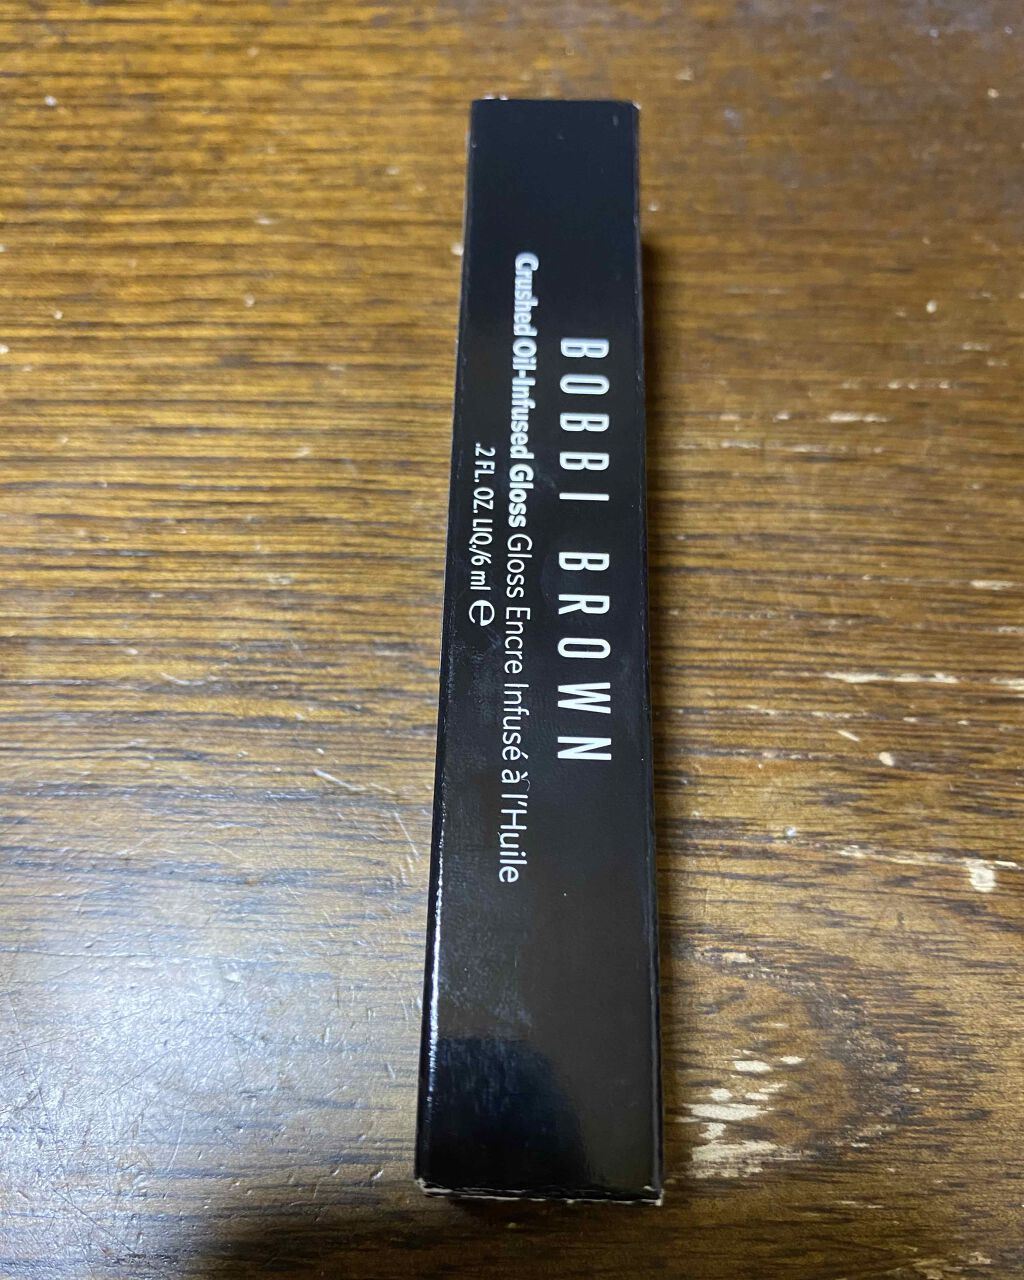 BOBBI BROWN
Crushed Oil-Infused Gloss Gloss Encre Infusé à l'Huile
.2 FL. OZ. LIQ./6 ml ℮